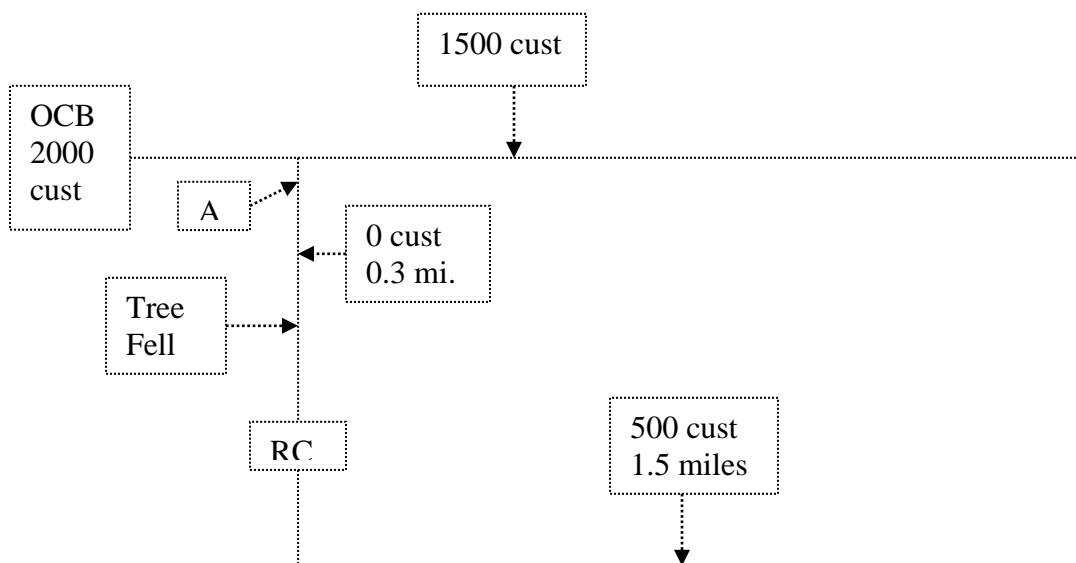 1500 cust
OCB
2000
cust
A
0 cust
0.3 mi.
Tree
Fell
RC
500 cust
1.5 miles